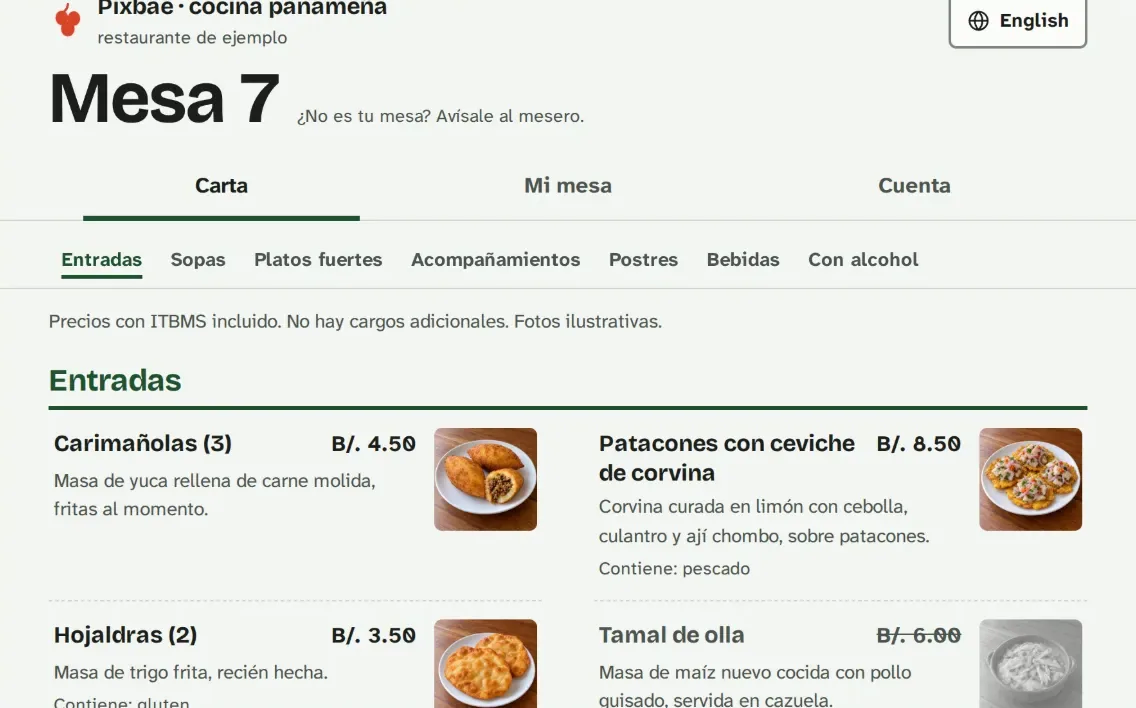 Pixbae · cocina panameña
restaurante de ejemplo
English
Mesa 7
¿No es tu mesa? Avísale al mesero.
Carta
Mi mesa
Cuenta
Entradas
Sopas
Platos fuertes
Acompañamientos
Postres
Bebidas
Con alcohol
Precios con ITBMS incluido. No hay cargos adicionales. Fotos ilustrativas.
Entradas
Carimañolas (3)
B/. 4.50
Masa de yuca rellena de carne molida,
fritas al momento.
Patacones con ceviche
de corvina
B/. 8.50
Corvina curada en limón con cebolla,
culantro y ají chombo, sobre patacones.
Contiene: pescado
Hojaldras (2)
B/. 3.50
Masa de trigo frita, recién hecha.
Contiene: gluten
Tamal de olla
B/. 6.00
Masa de maíz nuevo cocida con pollo
guisado, servida en cazuela.